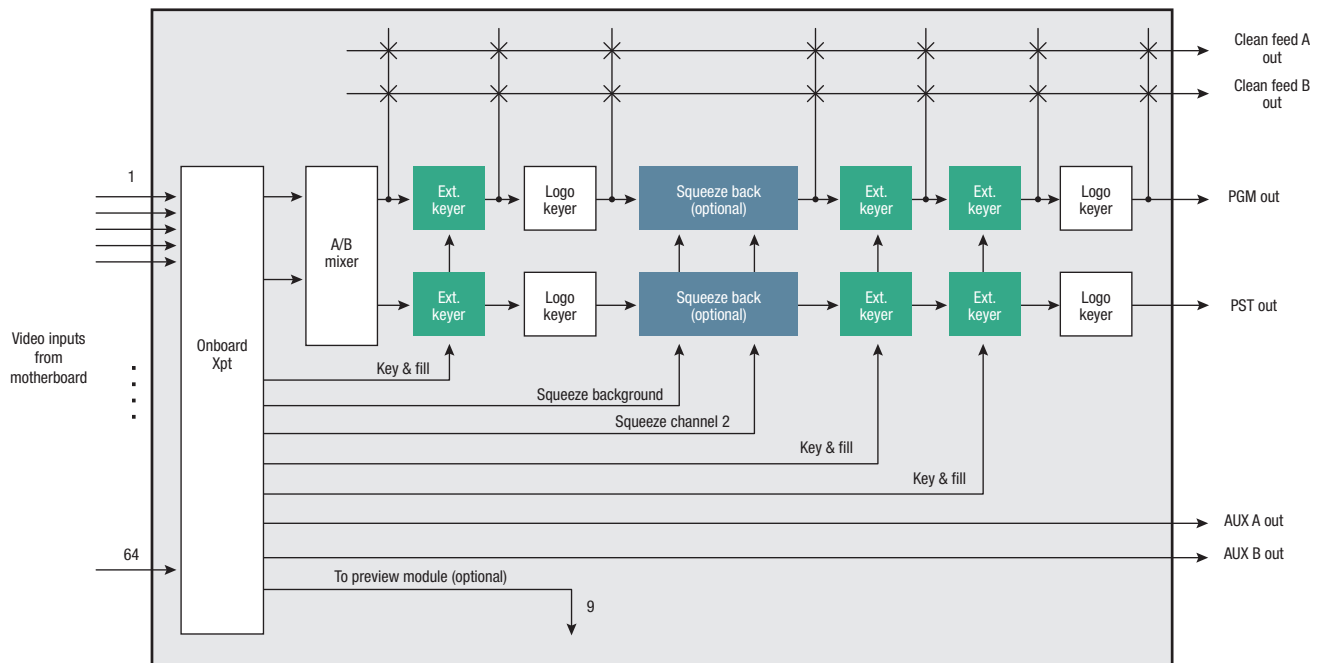 Clean feed A
out
Clean feed B
out
1
Ext.
keyer
Logo
keyer
Squeeze back
(optional)
Ext.
keyer
Ext.
keyer
Logo
keyer
PGM out
A/B
mixer
Ext.
keyer
Logo
keyer
Squeeze back
(optional)
Ext.
keyer
Ext.
keyer
Logo
keyer
PST out
Video inputs
from
motherboard
Onboard
Xpt
Key & fill
Squeeze background
Squeeze channel 2
Key & fill
Key & fill
AUX A out
64
AUX B out
To preview module (optional)
9